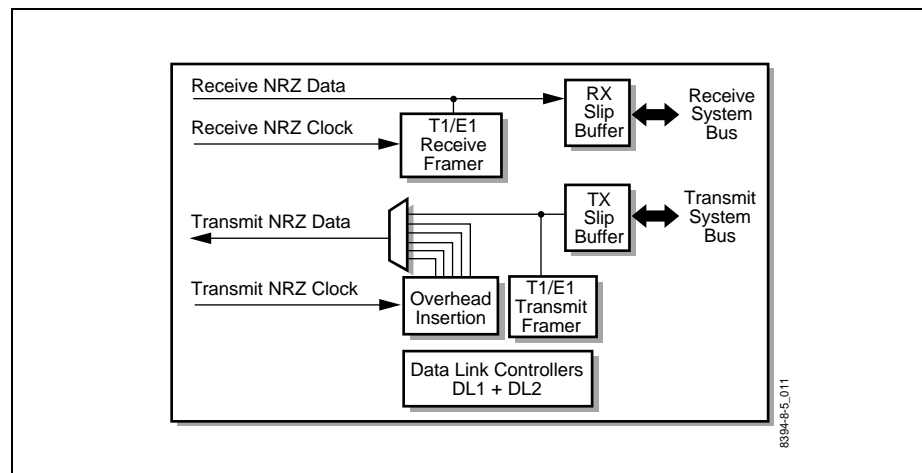 Receive NRZ Data
Receive NRZ Clock
T1/E1
Receive
Framer
RX
Slip
Buffer
Receive
System
Bus
Transmit NRZ Data
Transmit NRZ Clock
Overhead
Insertion
T1/E1
Transmit
Framer
TX
Slip
Buffer
Transmit
System
Bus
Data Link Controllers
DL1 + DL2
8394-8-5_011